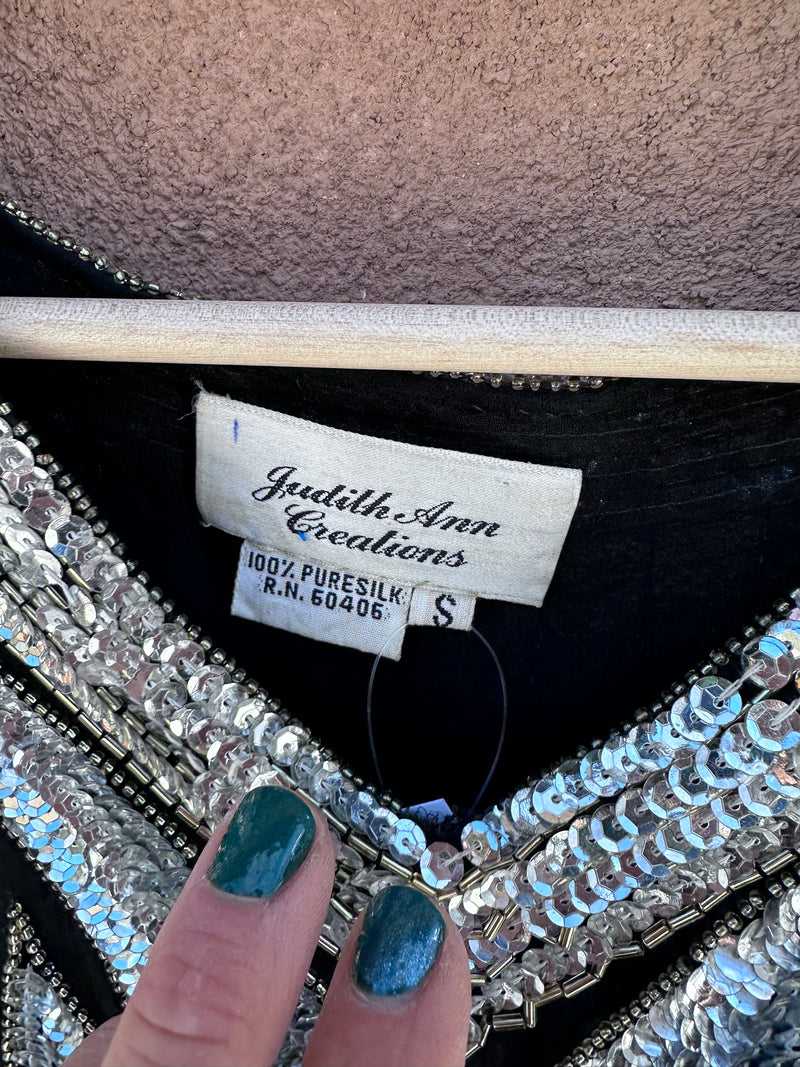 Judith Ann
Creations
100% PURESILK
R.N. 60406
S